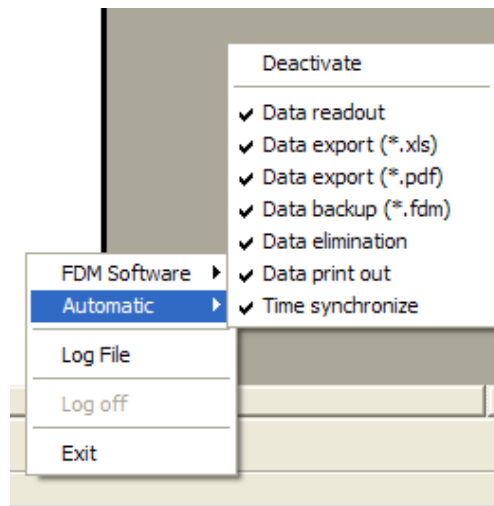 Deactivate
Data readout
Data export (*.xls)
Data export (*.pdf)
Data backup (*.fdm)
Data elimination
Data print out
Time synchronize
FDM Software
Automatic
Log File
Log off
Exit